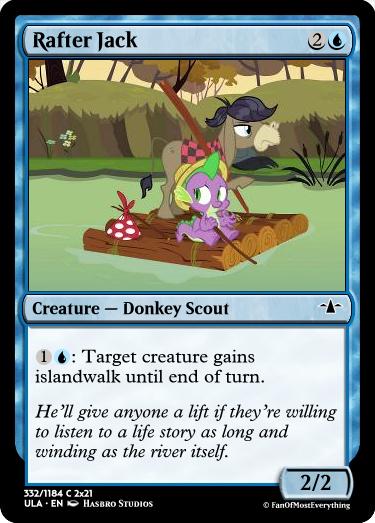 Rafter Jack 2
Creature — Donkey Scout
1 : Target creature gains
islandwalk until end of turn.
He'll give anyone a lift if they're willing
to listen to a life story as long and
winding as the river itself.
2/2
332/1184 C 2x21
ULA • EN HASBRO STUDIOS
© FanOfMostEverything